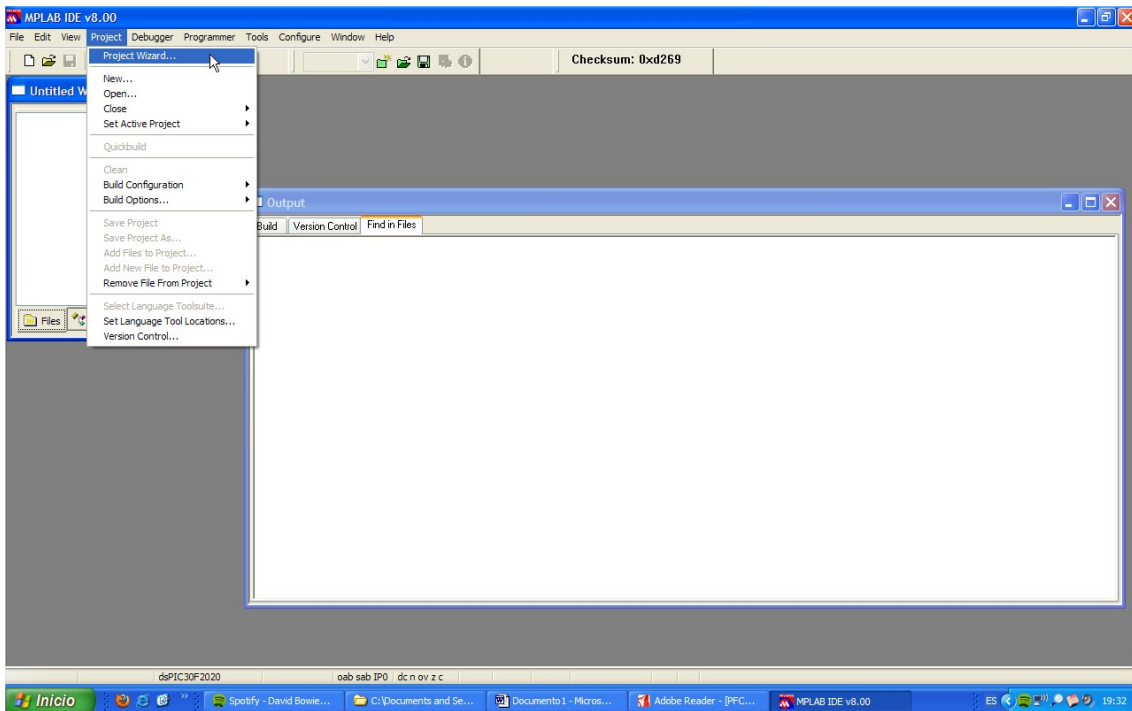 MPLAB IDE v8.00
File Edit View Project Debugger Programmer Tools Configure Window Help
Checksum: 0xd269
Project Wizard...
New...
Open...
Close
Set Active Project
Quickbuild
Clean
Build Configuration
Build Options...
Save Project
Save Project As...
Add Files to Project...
Add New File to Project...
Remove File From Project
Select Language Toolsuite...
Set Language Tool Locations...
Version Control...
Untitled W
Files
Output
Build Version Control Find in Files
dsPIC30F2020 oab sab IP0 dc n ov z c
Inicio Spotify - David Bowie... C:\Documents and Se... Documento1 - Micros... Adobe Reader - [PFC... MPLAB IDE v8.00 ES 19:32